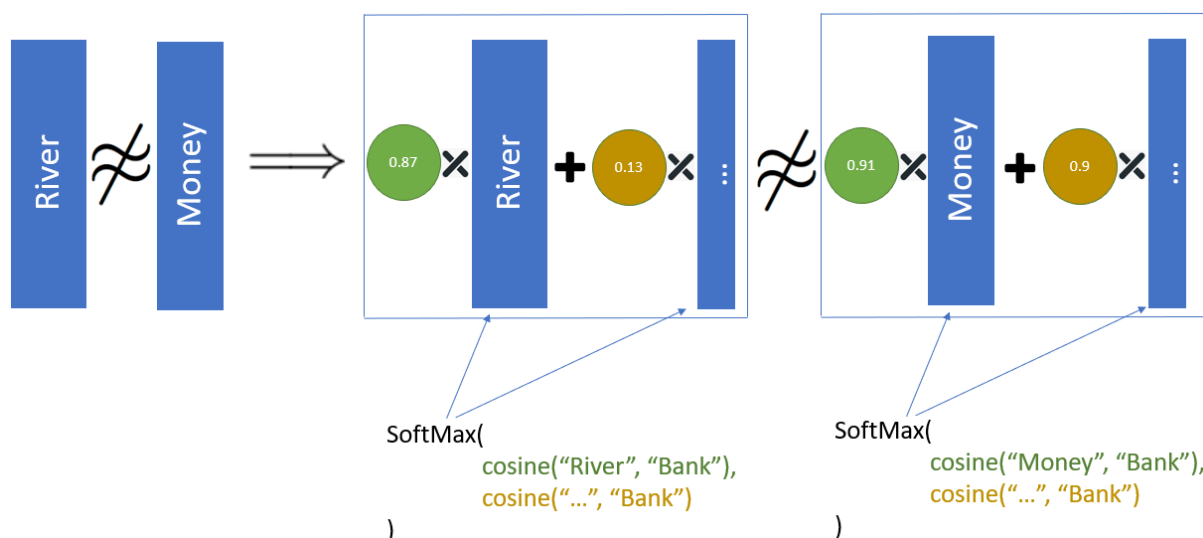 River
≉
Money
⟹
0.87
×
River
+
0.13
×
...
≉
0.91
×
Money
+
0.9
×
...
SoftMax(
cosine(“River”, “Bank”),
cosine(“...”, “Bank”)
)
SoftMax(
cosine(“Money”, “Bank”),
cosine(“...”, “Bank”)
)